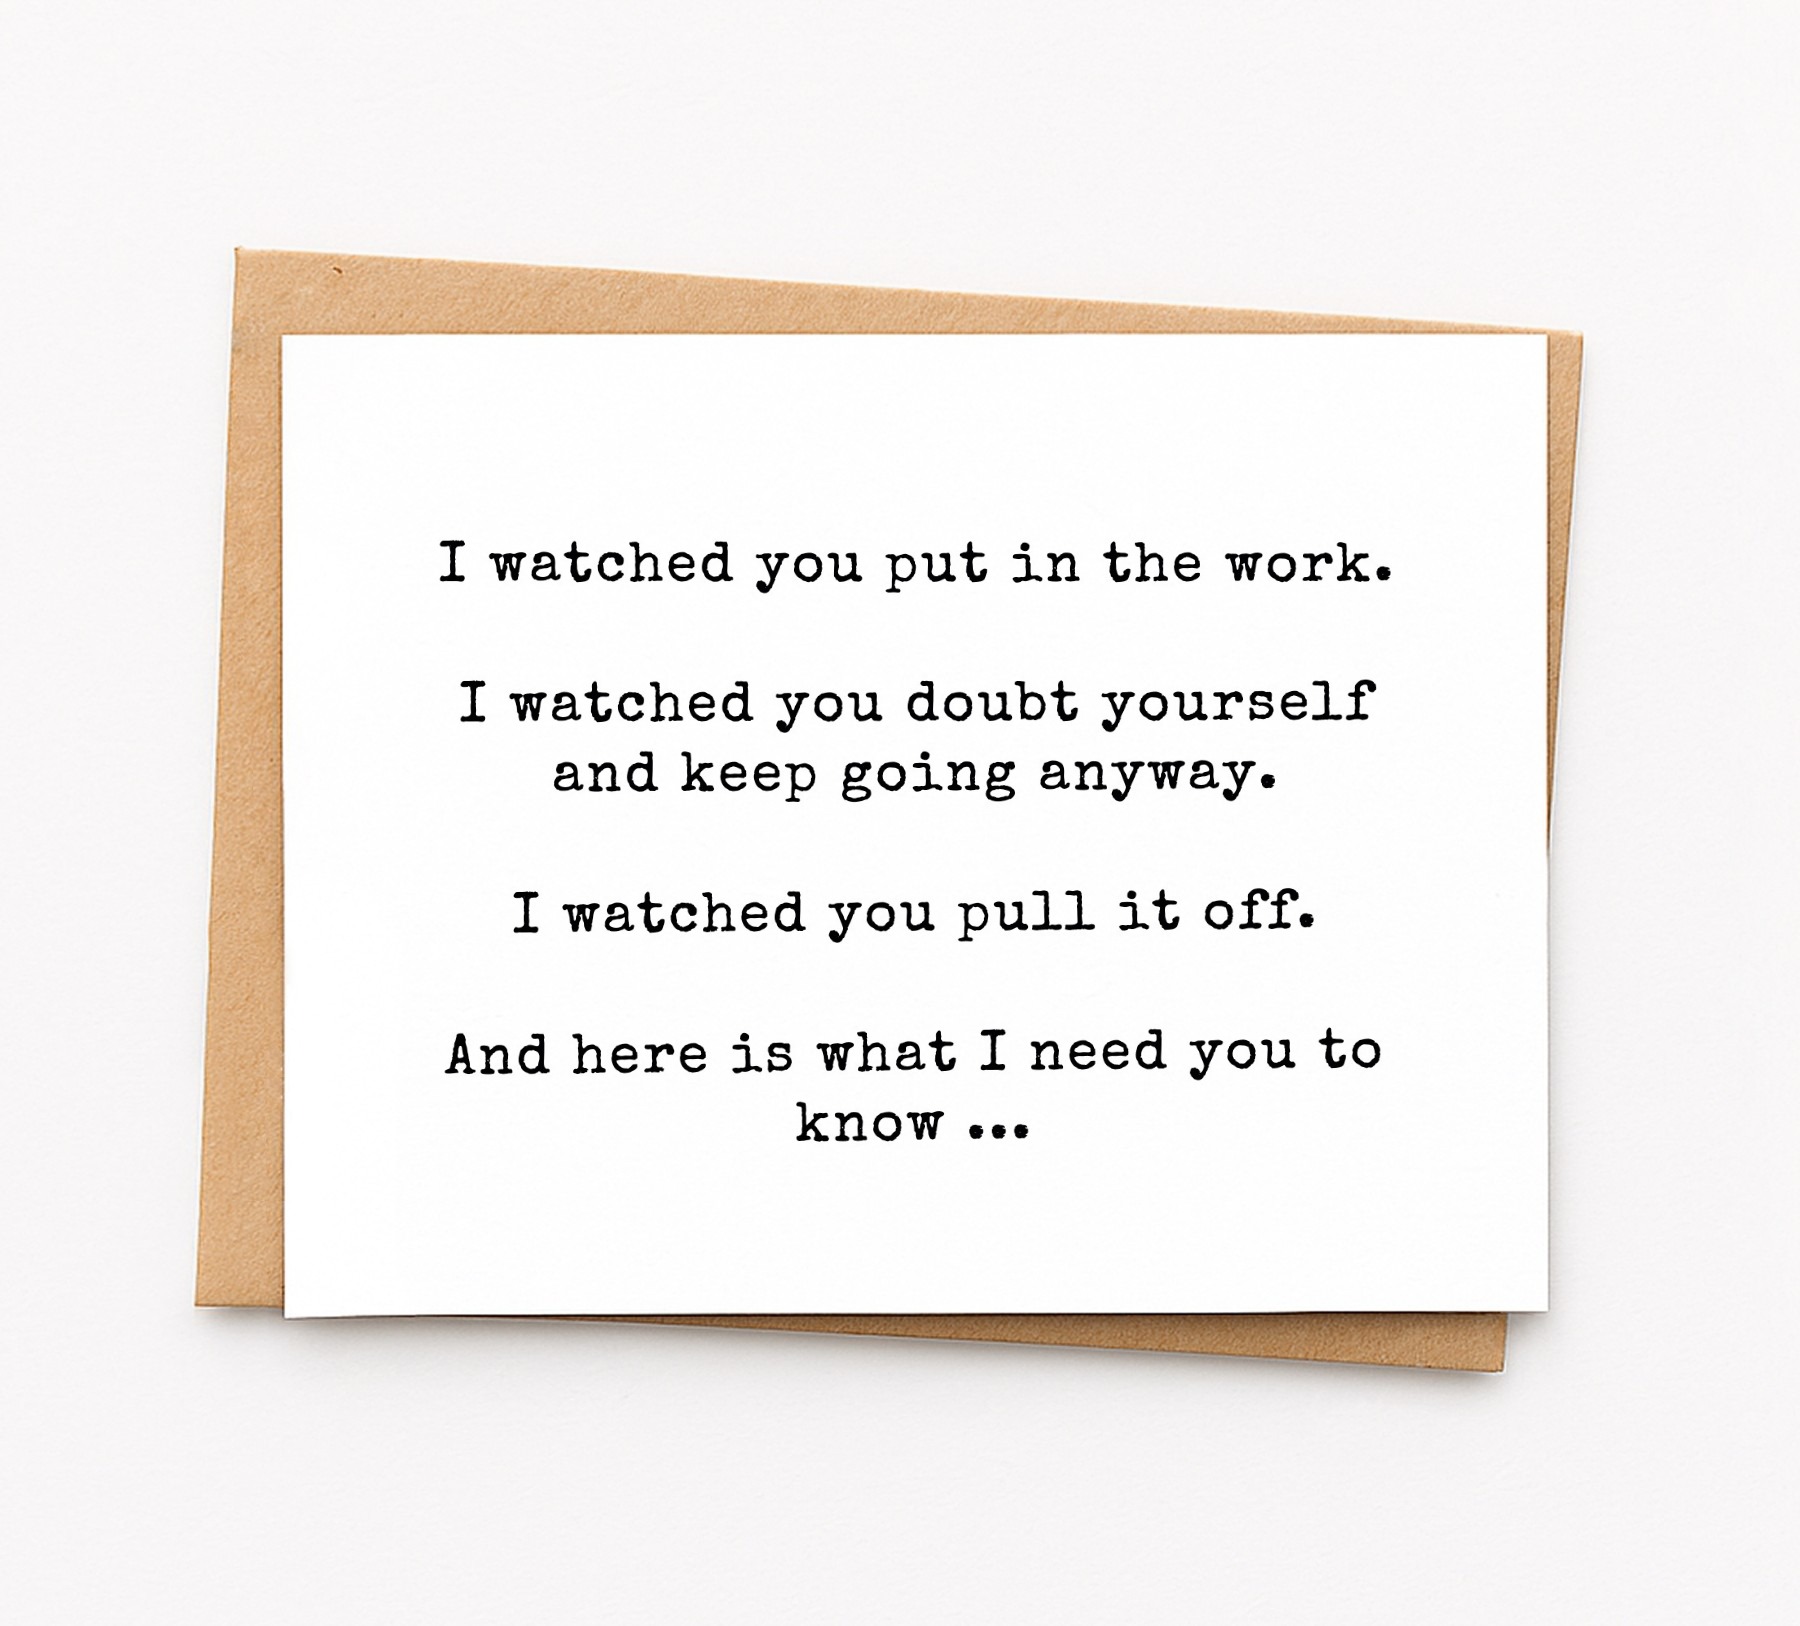 I watched you put in the work.
I watched you doubt yourself
and keep going anyway.
I watched you pull it off.
And here is what I need you to
know ...